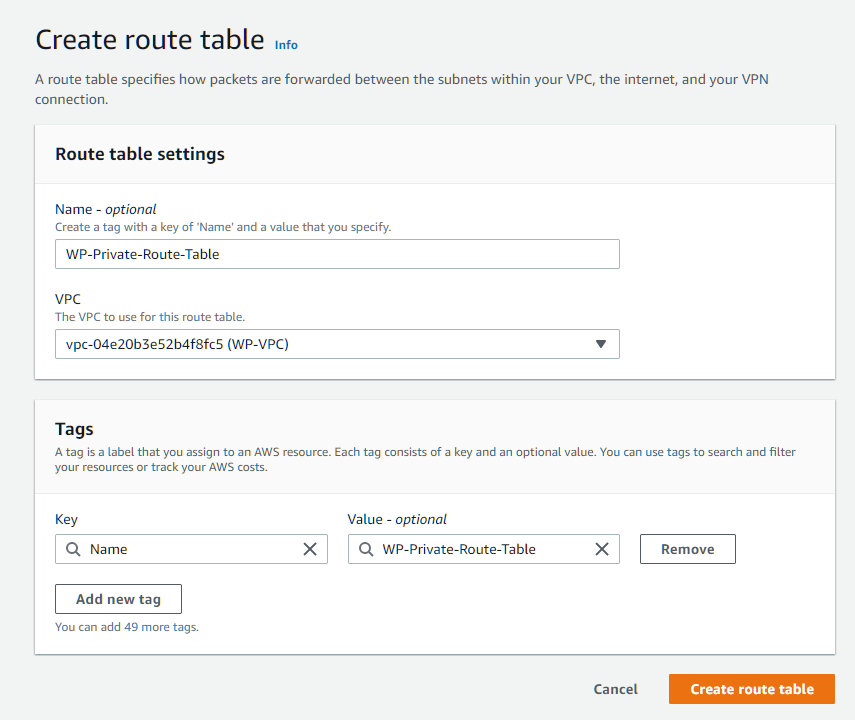 Create route table Info
A route table specifies how packets are forwarded between the subnets within your VPC, the internet, and your VPN
connection.
Route table settings
Name - optional
Create a tag with a key of 'Name' and a value that you specify.
WP-Private-Route-Table
VPC
The VPC to use for this route table.
vpc-04e20b3e52b4f8fc5 (WP-VPC)
Tags
A tag is a label that you assign to an AWS resource. Each tag consists of a key and an optional value. You can use tags to search and filter
your resources or track your AWS costs.
Key Value - optional
Name WP-Private-Route-Table Remove
Add new tag
You can add 49 more tags.
Cancel Create route table